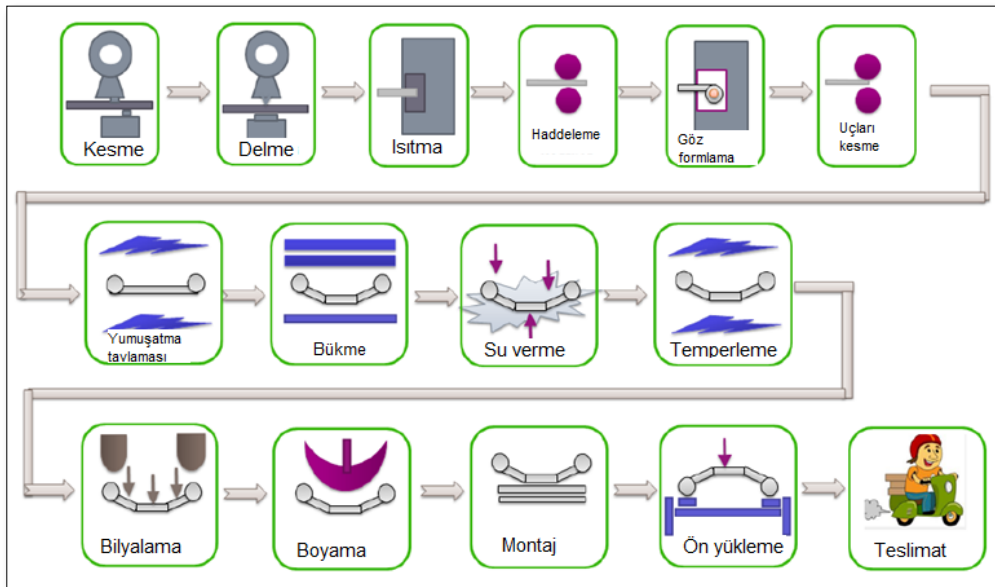 Kesme
Delme
Isıtma
Haddeleme
Göz
formlama
Uçları
kesme
Yumuşatma
tavlaması
Bükme
Su verme
Temperleme
Bilyalama
Boyama
Montaj
Ön yükleme
Teslimat